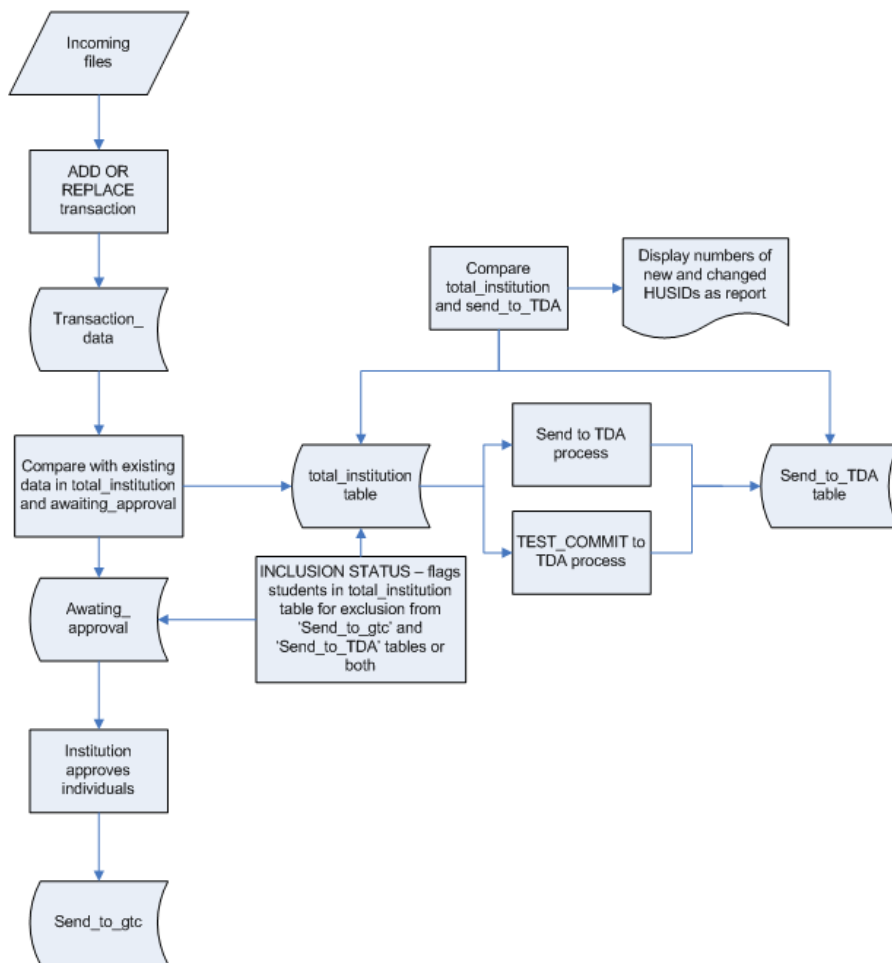 Incoming
files
ADD OR
REPLACE
transaction
Transaction_
data
Compare
total_institution
and send_to_TDA
Display numbers of
new and changed
HUSIDs as report
Compare with existing
data in total_institution
and awaiting_approval
total_institution
table
Send to TDA
process
TEST_COMMIT to
TDA process
Send_to_TDA
table
INCLUSION STATUS – flags
students in total_institution
table for exclusion from
‘Send_to_gtc’ and
‘Send_to_TDA’ tables or
both
Awating_
approval
Institution
approves
individuals
Send_to_gtc